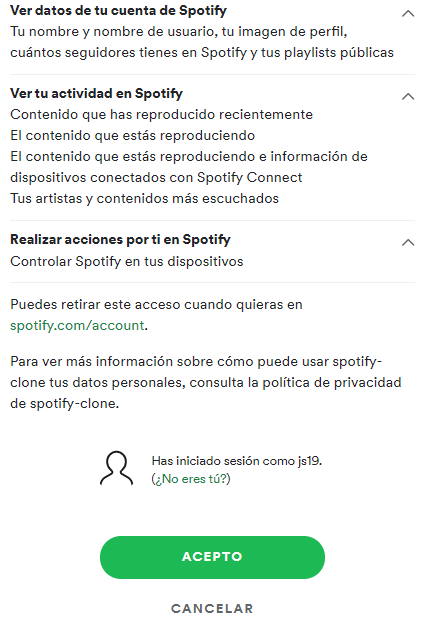 Ver datos de tu cuenta de Spotify
Tu nombre y nombre de usuario, tu imagen de perfil,
cuántos seguidores tienes en Spotify y tus playlists públicas
Ver tu actividad en Spotify
Contenido que has reproducido recientemente
El contenido que estás reproduciendo
El contenido que estás reproduciendo e información de
dispositivos conectados con Spotify Connect
Tus artistas y contenidos más escuchados
Realizar acciones por ti en Spotify
Controlar Spotify en tus dispositivos
Puedes retirar este acceso cuando quieras en
spotify.com/account.
Para ver más información sobre cómo puede usar spotify-
clone tus datos personales, consulta la política de privacidad
de spotify-clone.
Has iniciado sesión como js19.
(¿No eres tú?)
ACEPTO
CANCELAR